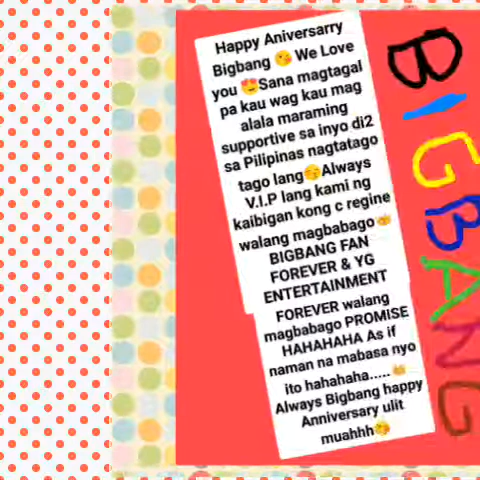 Happy Aniversarry
Bigbang 😘 We Love
you 😍Sana magtagal
pa kau wag kau mag
alala maraming
supportive sa inyo di2
sa Pilipinas nagtatago
tago lang😚Always
V.I.P lang kami ng
kaibigan kong c regine
walang magbabago👑
BIGBANG FAN
FOREVER & YG
ENTERTAINMENT
FOREVER walang
magbabago PROMISE
HAHAHAHA As if
naman na mabasa nyo
ito hahahaha.....👑
Always Bigbang happy
Anniversary ulit
muahhh😘
BIGBANG